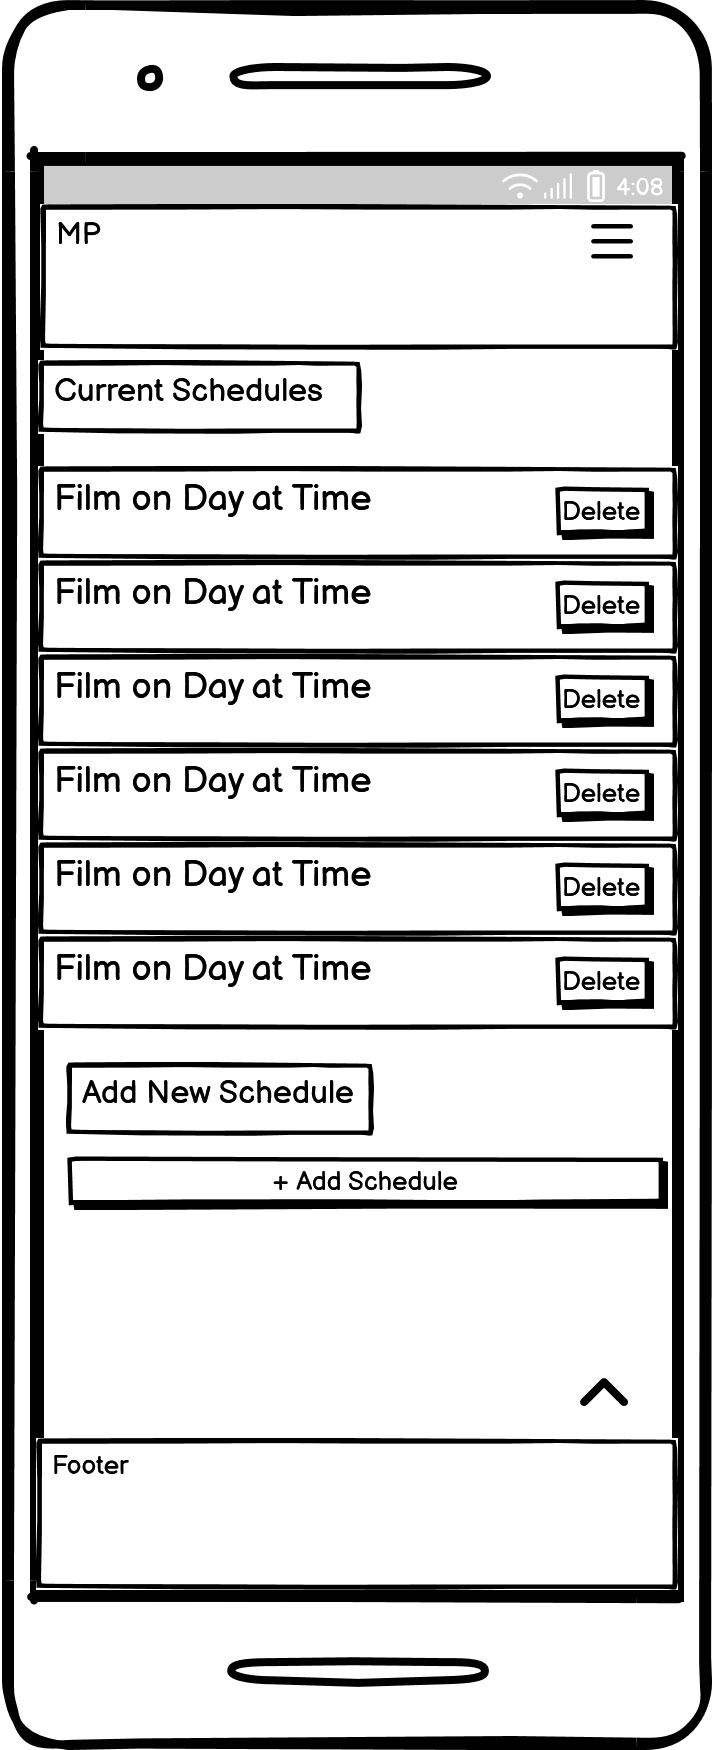 4:08
MP
Current Schedules
Film on Day at Time
Delete
Film on Day at Time
Delete
Film on Day at Time
Delete
Film on Day at Time
Delete
Film on Day at Time
Delete
Film on Day at Time
Delete
Add New Schedule
+ Add Schedule
Footer